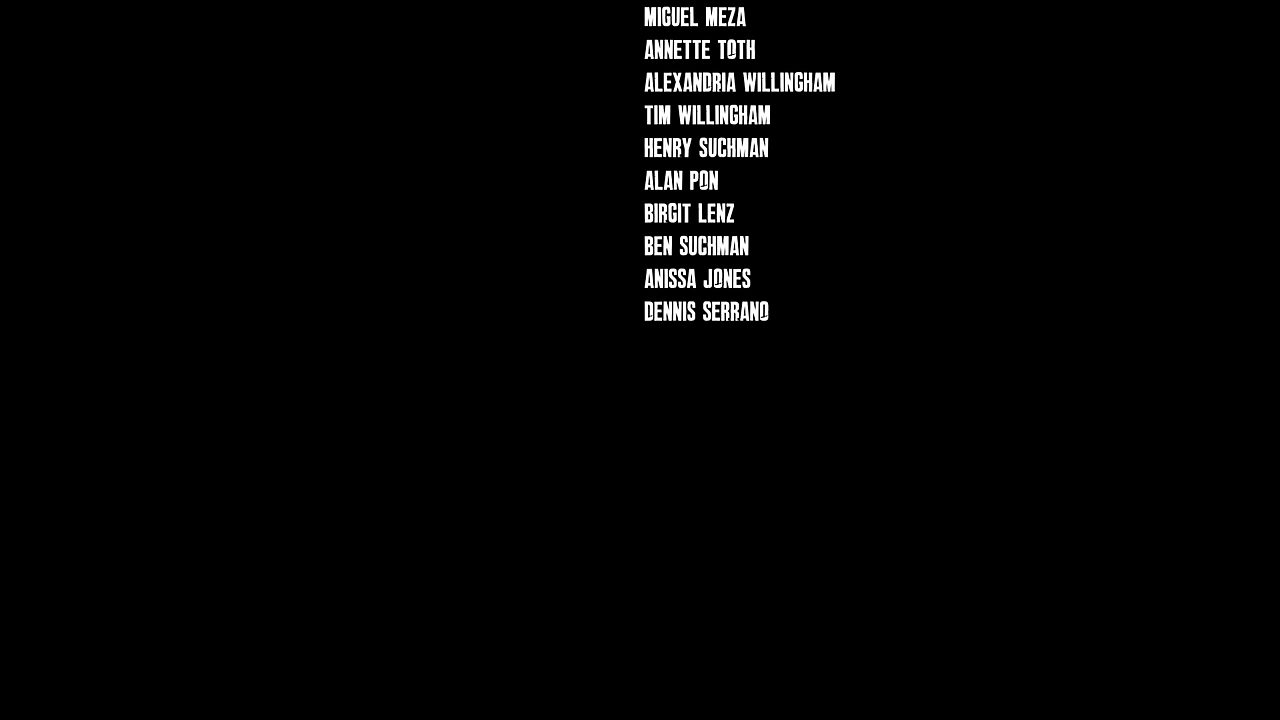 MIGUEL MEZA
ANNETTE TOTH
ALEXANDRIA WILLINGHAM
TIM WILLINGHAM
HENRY SUCHMAN
ALAN PON
BIRGIT LENZ
BEN SUCHMAN
ANISSA JONES
DENNIS SERRANO